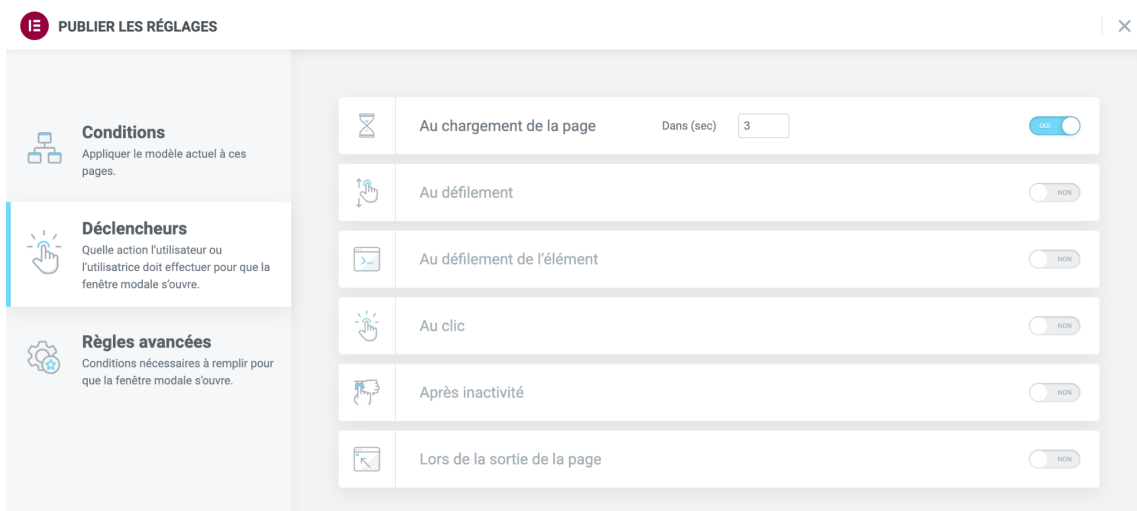 PUBLIER LES RÉGLAGES
Conditions
Appliquer le modèle actuel à ces
pages.
Déclencheurs
Quelle action l'utilisateur ou
l'utilisatrice doit effectuer pour que la
fenêtre modale s'ouvre.
Règles avancées
Conditions nécessaires à remplir pour
que la fenêtre modale s'ouvre.
Au chargement de la page Dans (sec) 3 OUI
Au défilement NON
Au défilement de l'élément NON
Au clic NON
Après inactivité NON
Lors de la sortie de la page NON